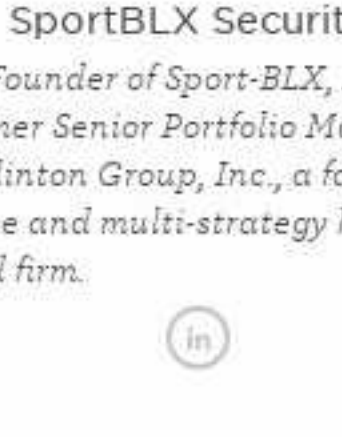 SportBLX Securit
Founder of Sport-BLX,
ner Senior Portfolio M
linton Group, Inc., a fo
e and multi-strategy
l firm.
in